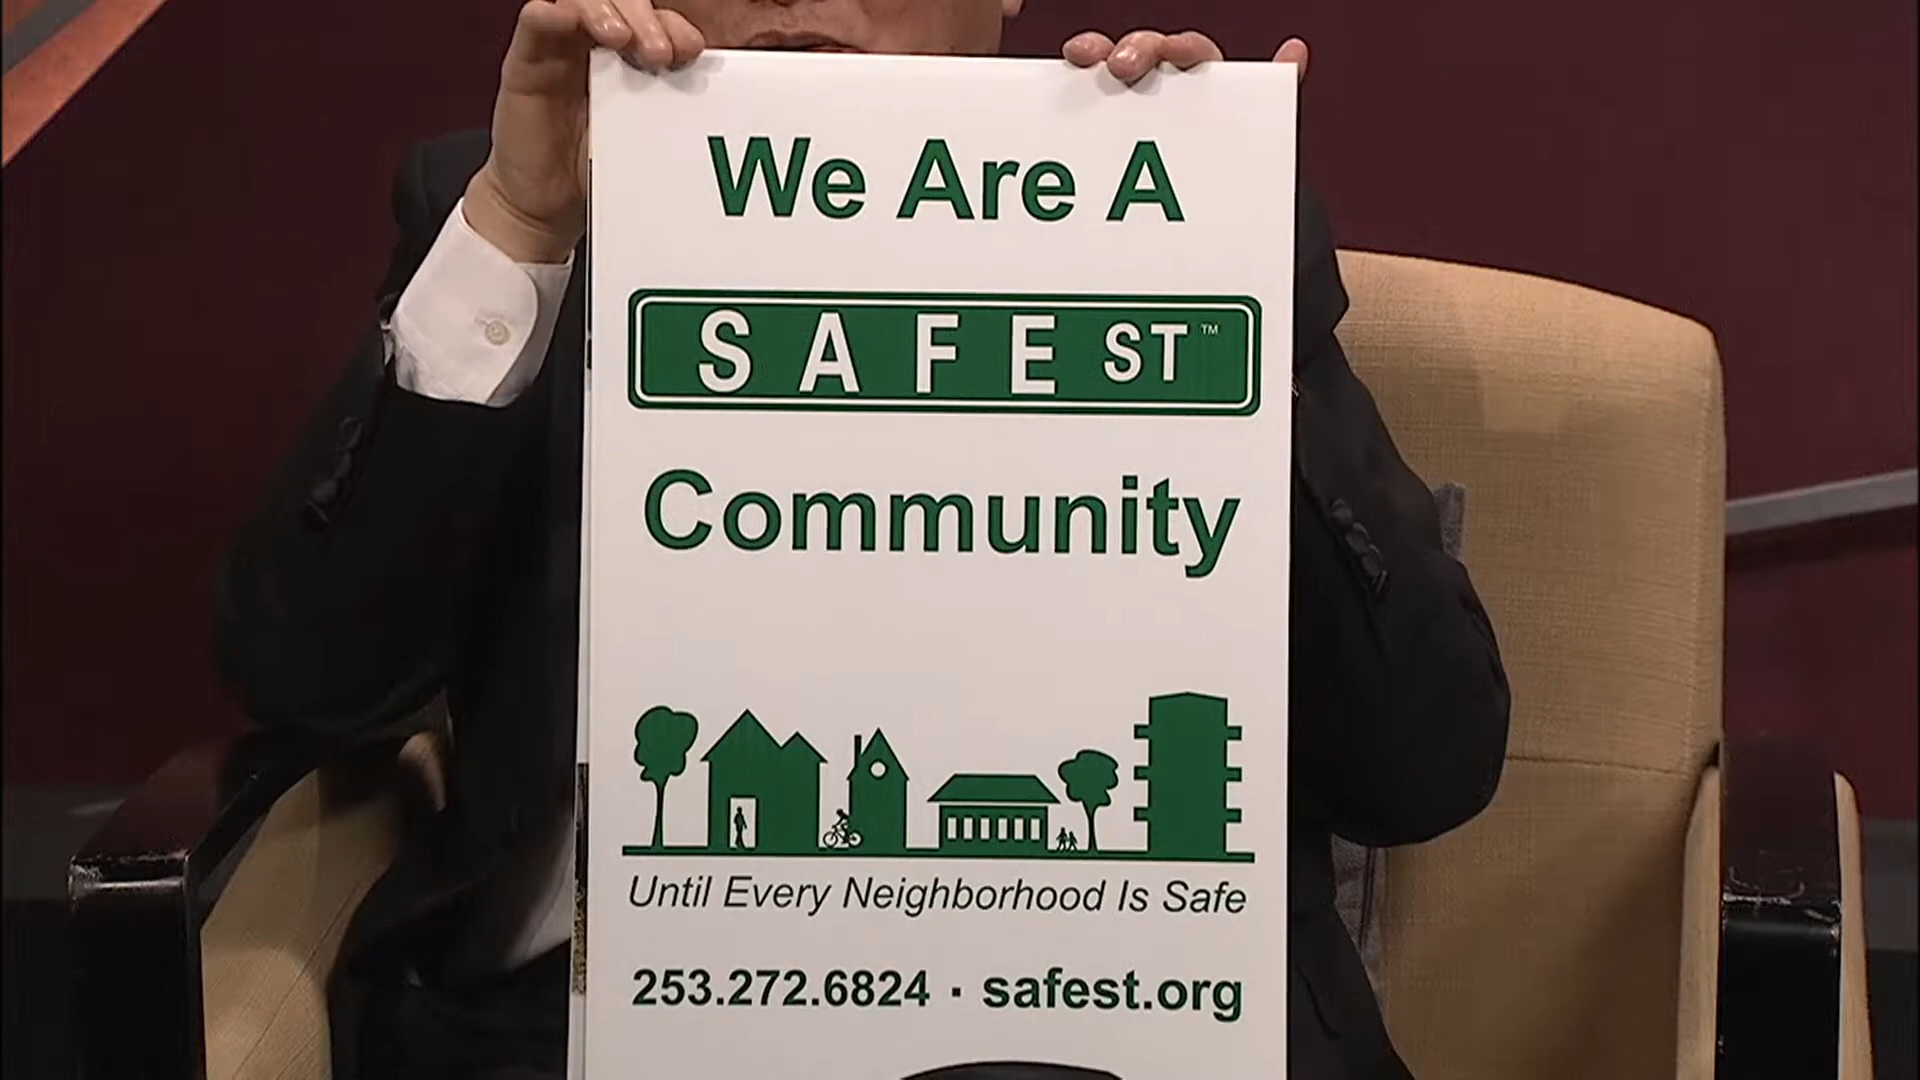 We Are A
SAFE ST™
Community
Until Every Neighborhood Is Safe
253.272.6824 · safest.org